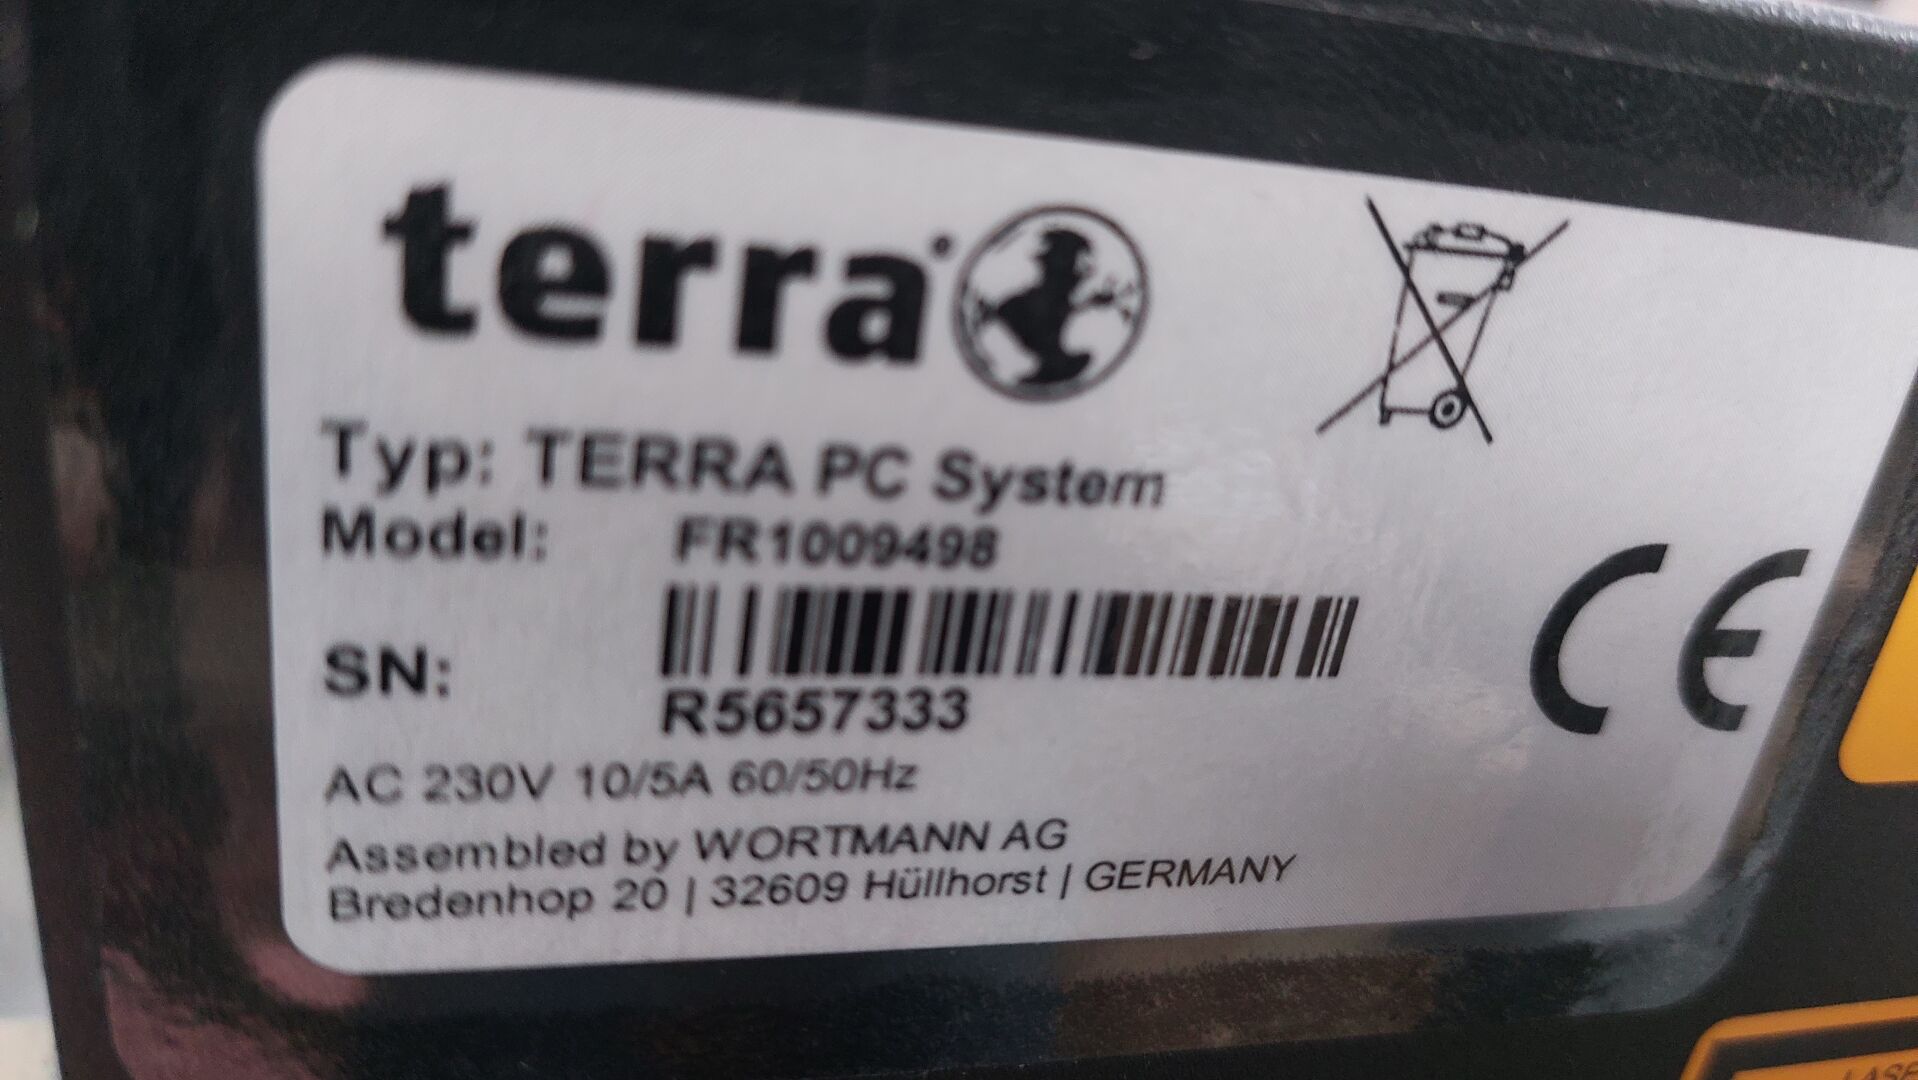 terra
Typ: TERRA PC System
Model: FR1009498
SN:
R5657333
CE
AC 230V 10/5A 60/50Hz
Assembled by WORTMANN AG
Bredenhop 20 | 32609 Hüllhorst | GERMANY